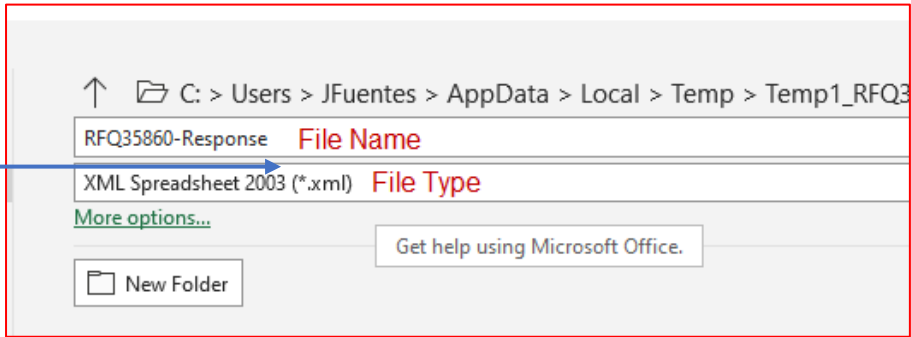 ↑ C: > Users > JFuentes > AppData > Local > Temp > Temp1_RFQ3
RFQ35860-Response File Name
XML Spreadsheet 2003 (*.xml) File Type
More options...
Get help using Microsoft Office.
New Folder